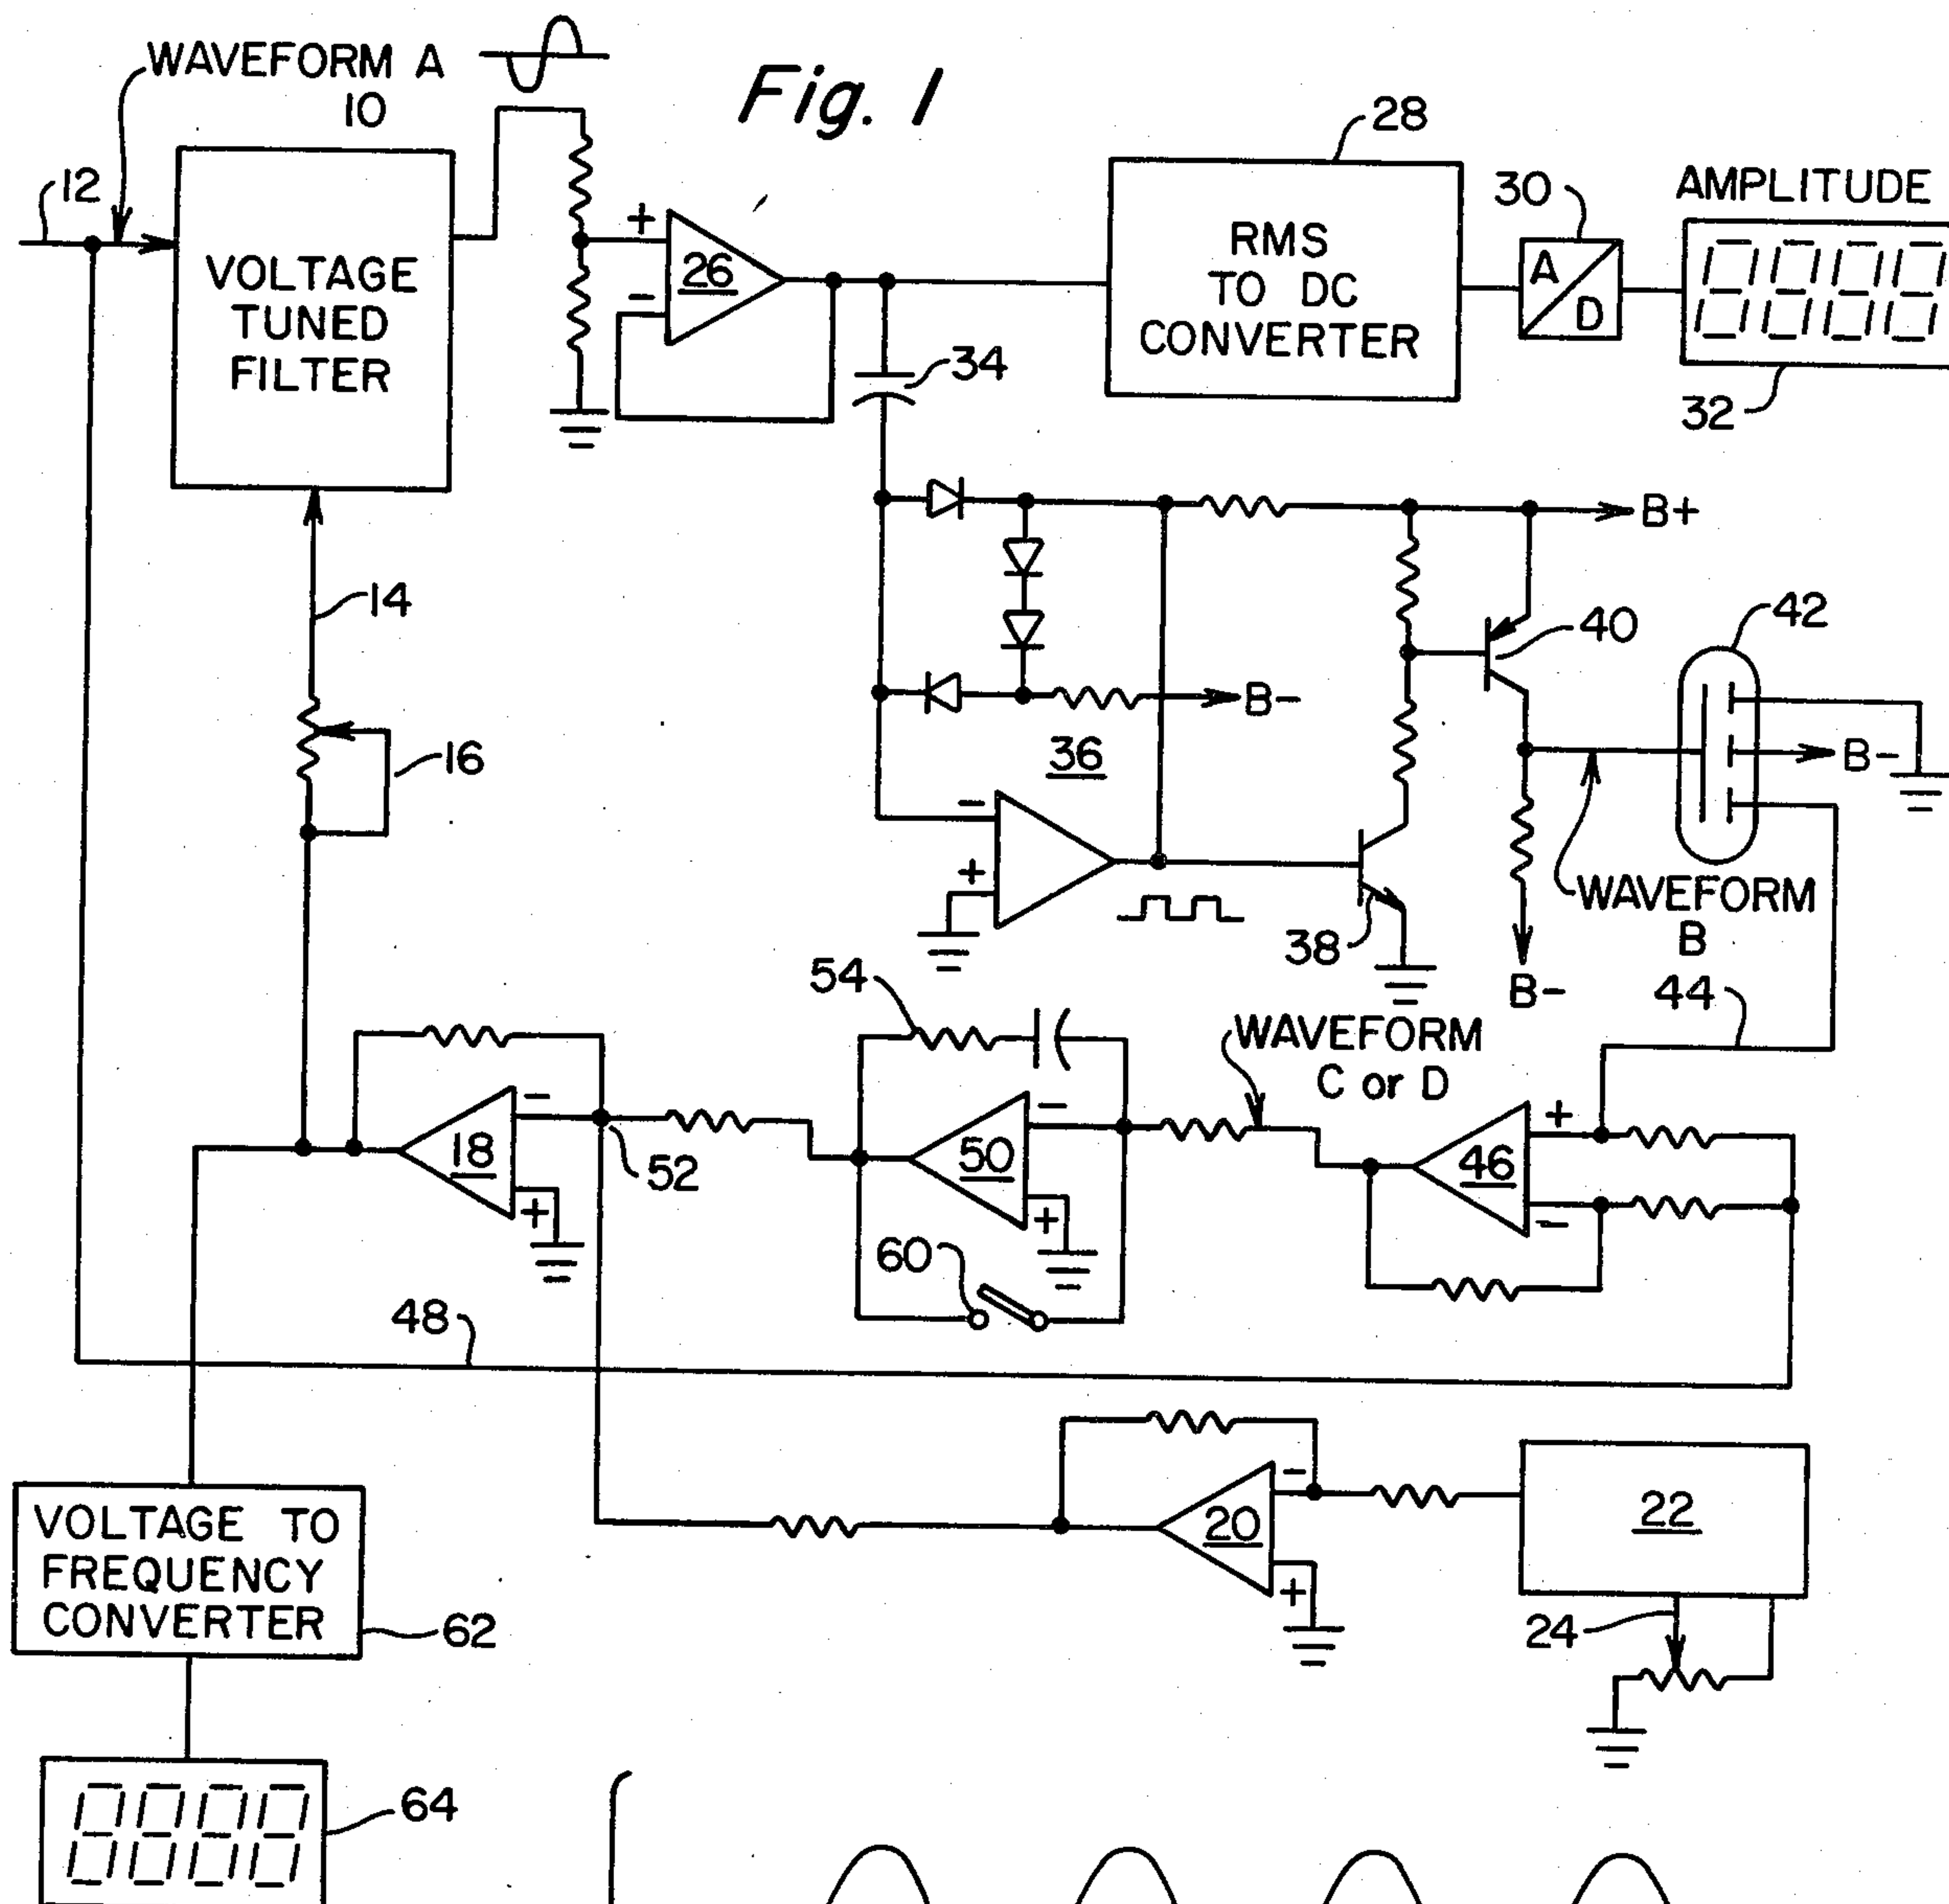 WAVEFORM A
10
Fig. 1
28
12
30
AMPLITUDE
VOLTAGE
TUNED
FILTER
+
26
-
RMS
TO DC
CONVERTER
A
D
34
32
B+
14
40
42
B-
16
36
B-
-
+
WAVEFORM
B
38
54
B-
44
WAVEFORM
C or D
-
18
+
52
-
50
+
+
46
-
60
48
-
20
+
22
VOLTAGE TO
FREQUENCY
CONVERTER
62
24
64